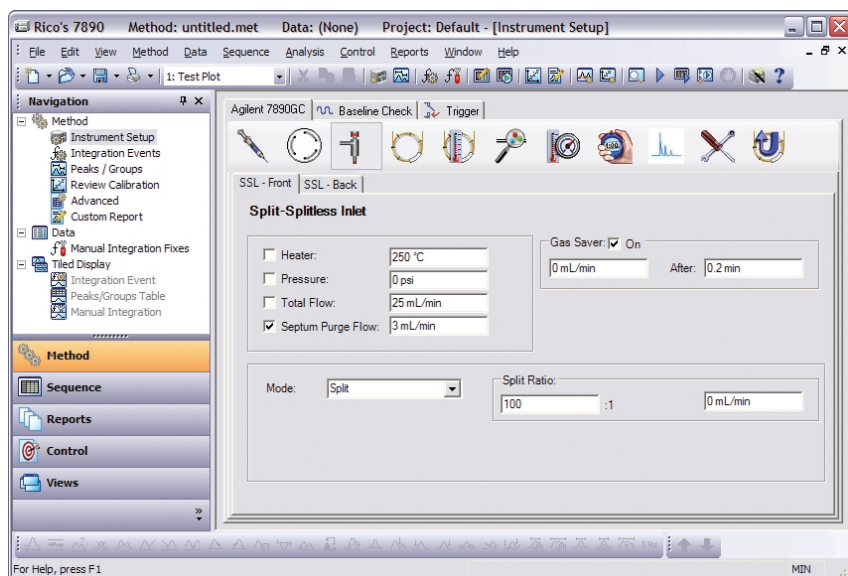 Rico's 7890 Method: untitled.met Data: (None) Project: Default - [Instrument Setup]
File Edit View Method Data Sequence Analysis Control Reports Window Help
1: Test Plot
Navigation
Method
Instrument Setup
Integration Events
Peaks / Groups
Review Calibration
Advanced
Custom Report
Data
Manual Integration Fixes
Tiled Display
Integration Event
Peaks/Groups Table
Manual Integration
Method
Sequence
Reports
Control
Views
Agilent 7890GC Baseline Check Trigger
SSL - Front SSL - Back
Split-Splitless Inlet
Heater: 250 °C
Pressure: 0 psi
Total Flow: 25 mL/min
Septum Purge Flow: 3 mL/min
Gas Saver: On
0 mL/min After: 0.2 min
Mode: Split
Split Ratio:
100 :1 0 mL/min
For Help, press F1 MIN